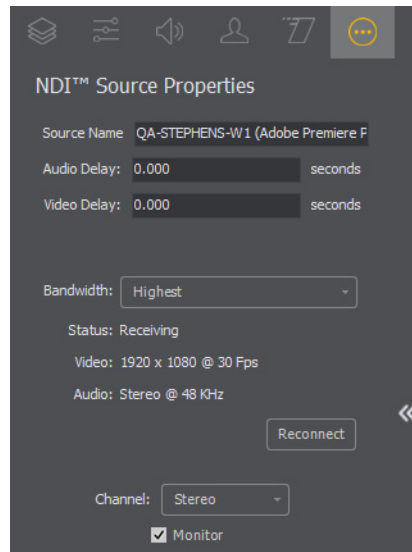 NDI™ Source Properties
Source Name QA-STEPHENS-W1 (Adobe Premiere P
Audio Delay: 0.000 seconds
Video Delay: 0.000 seconds
Bandwidth: Highest
Status: Receiving
Video: 1920 x 1080 @ 30 Fps
Audio: Stereo @ 48 KHz
Reconnect
Channel: Stereo
Monitor